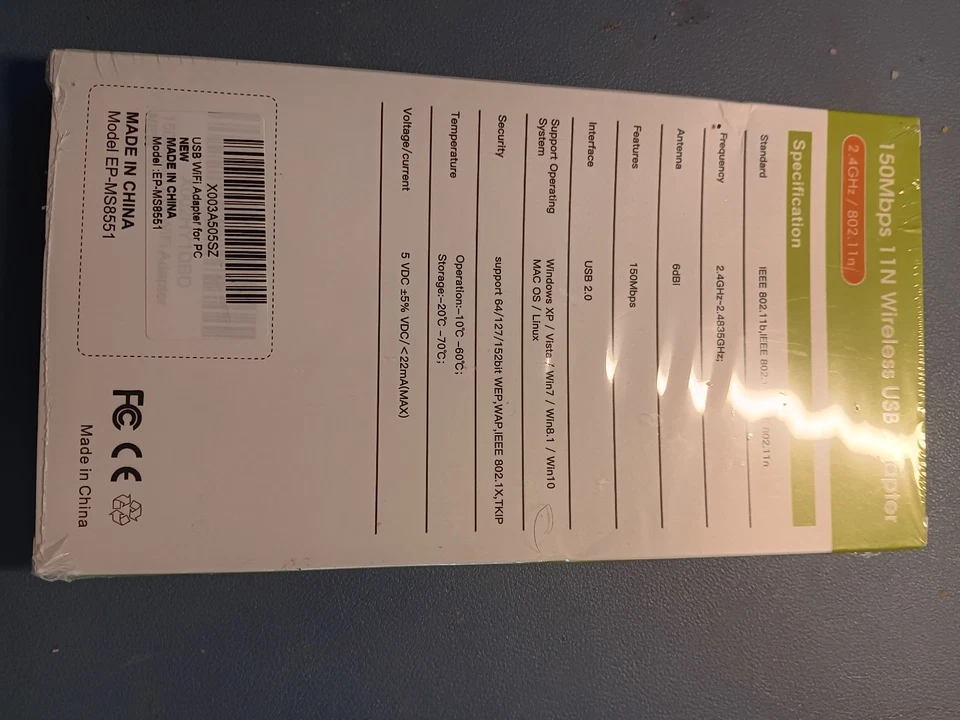 150Mbps 11N Wireless USB
2.4GHz / 802.11n
Specification
Standard IEEE 802.11b,IEEE 802. 802.11n
Frequency 2.4GHz~2.4835GHz;
Antenna 6dBI
Features 150Mbps
Interface USB 2.0
Support Operating Windows XP / Vista / Win7 / Win8.1 / Win10
System MAC OS / Linux
Security support 64/127/152bit WEP,WAP,IEEE 802.1X,TKIP
Temperature Operation:-10℃ -60℃;
Storage:-20℃ -70℃;
Voltage/current 5 VDC ±5% VDC/<22mA(MAX)
X003A505SZ
USB WiFi Adapter for PC
NEW
MADE IN CHINA
Model :EP-MS8551
MADE IN CHINA
Model EP-MS8551
FC CE
Made in China